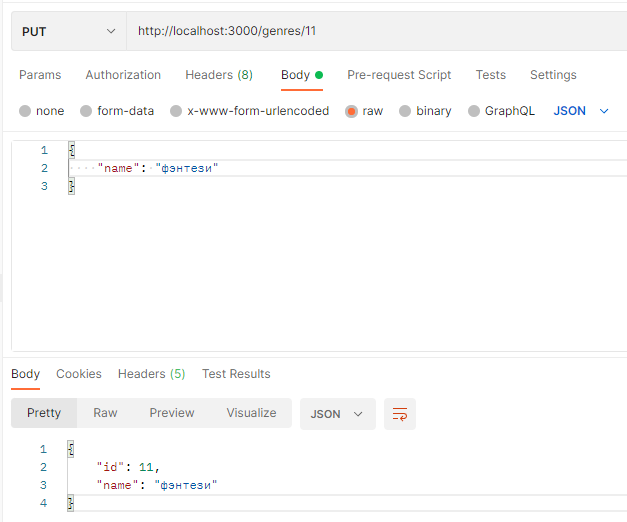 PUT http://localhost:3000/genres/11
Params Authorization Headers (8) Body Pre-request Script Tests Settings
none form-data x-www-form-urlencoded raw binary GraphQL JSON
1 {
2 "name": "фэнтези"
3 }
Body Cookies Headers (5) Test Results
Pretty Raw Preview Visualize JSON
1 {
2 "id": 11,
3 "name": "фэнтези"
4 }